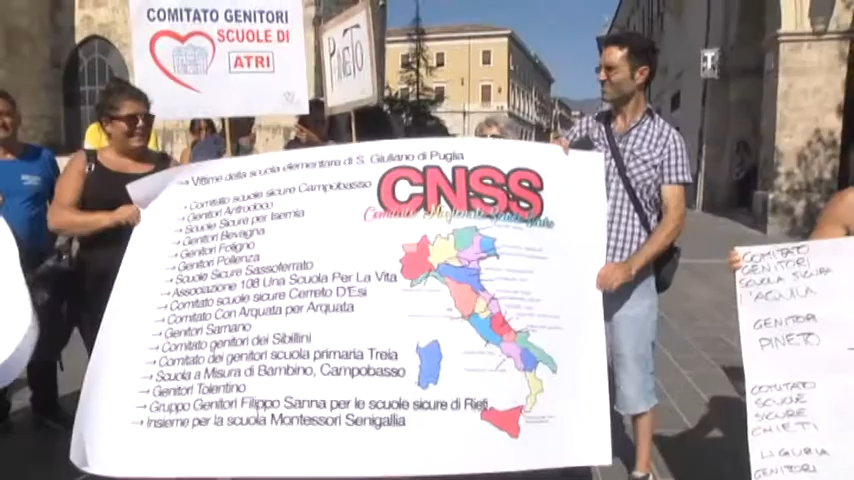 COMITATO GENITORI
SCUOLE DI
ATRI
PINETO
→ Vittime della scuola elementare di S. Giuliano di Puglia
→ Comitato scuole sicure Campobasso
→ Genitori Antrodoco
→ Scuole Sicure per Isernia
→ Genitori Bevagna
→ Genitori Foligno
→ Genitori Pollenza
→ Scuole Sicure Sassoferrato
→ Associazione 108 Una Scuola Per La Vita
→ Comitato scuole sicure Cerreto D'Esi
→ Comitato Con Arquata per Arquata
→ Genitori Sarnano
→ Comitato genitori dei Sibillini
→ Comitato dei genitori scuola primaria Treia
→ Scuola a Misura di Bambino, Campobasso
→ Genitori Tolentino
→ Gruppo Genitori Filippo Sanna per le scuole sicure di Rieti
→ Insieme per la scuola Montessori Senigallia
CNSS
Comitato Nazionale Scuole Sicure
T
COMITATO
GENITORI
SCUOLA SICURA
L'AQUILA
GENITORI
PINETO
COMITATO
SCUOLE
SICURE
CHIETI
LIGURIA
GENITORI